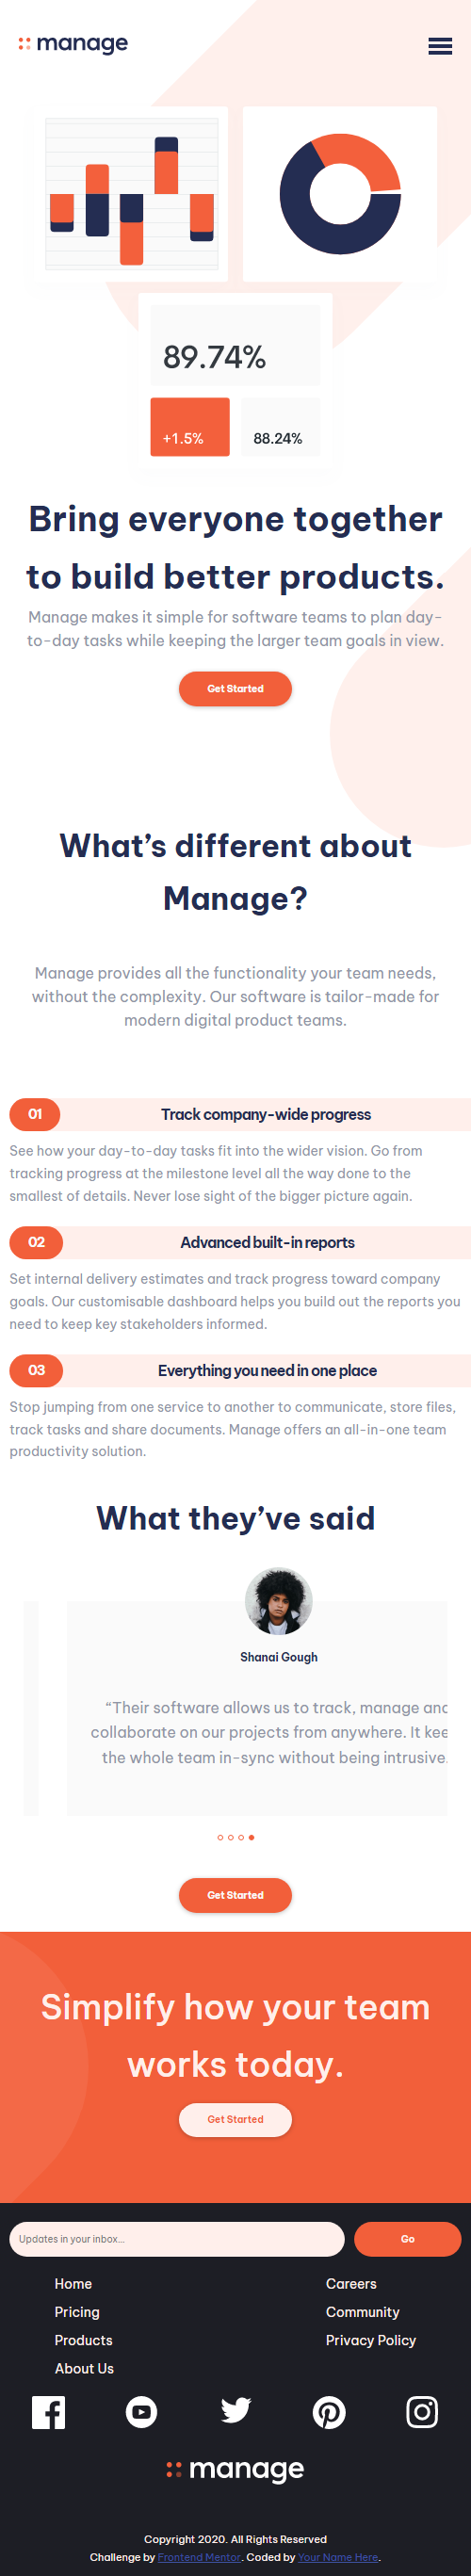 manage
89.74%
+1.5%
88.24%
Bring everyone together
to build better products.
Manage makes it simple for software teams to plan day-
to-day tasks while keeping the larger team goals in view.
Get Started
What’s different about
Manage?
Manage provides all the functionality your team needs,
without the complexity. Our software is tailor-made for
modern digital product teams.
01 Track company-wide progress
See how your day-to-day tasks fit into the wider vision. Go from
tracking progress at the milestone level all the way done to the
smallest of details. Never lose sight of the bigger picture again.
02 Advanced built-in reports
Set internal delivery estimates and track progress toward company
goals. Our customisable dashboard helps you build out the reports you
need to keep key stakeholders informed.
03 Everything you need in one place
Stop jumping from one service to another to communicate, store files,
track tasks and share documents. Manage offers an all-in-one team
productivity solution.
What they’ve said
Shanai Gough
“Their software allows us to track, manage and
collaborate on our projects from anywhere. It kee
the whole team in-sync without being intrusive.
Get Started
Simplify how your team
works today.
Get Started
Updates in your inbox... Go
Home Careers
Pricing Community
Products Privacy Policy
About Us
manage
Copyright 2020. All Rights Reserved
Challenge by Frontend Mentor. Coded by Your Name Here.